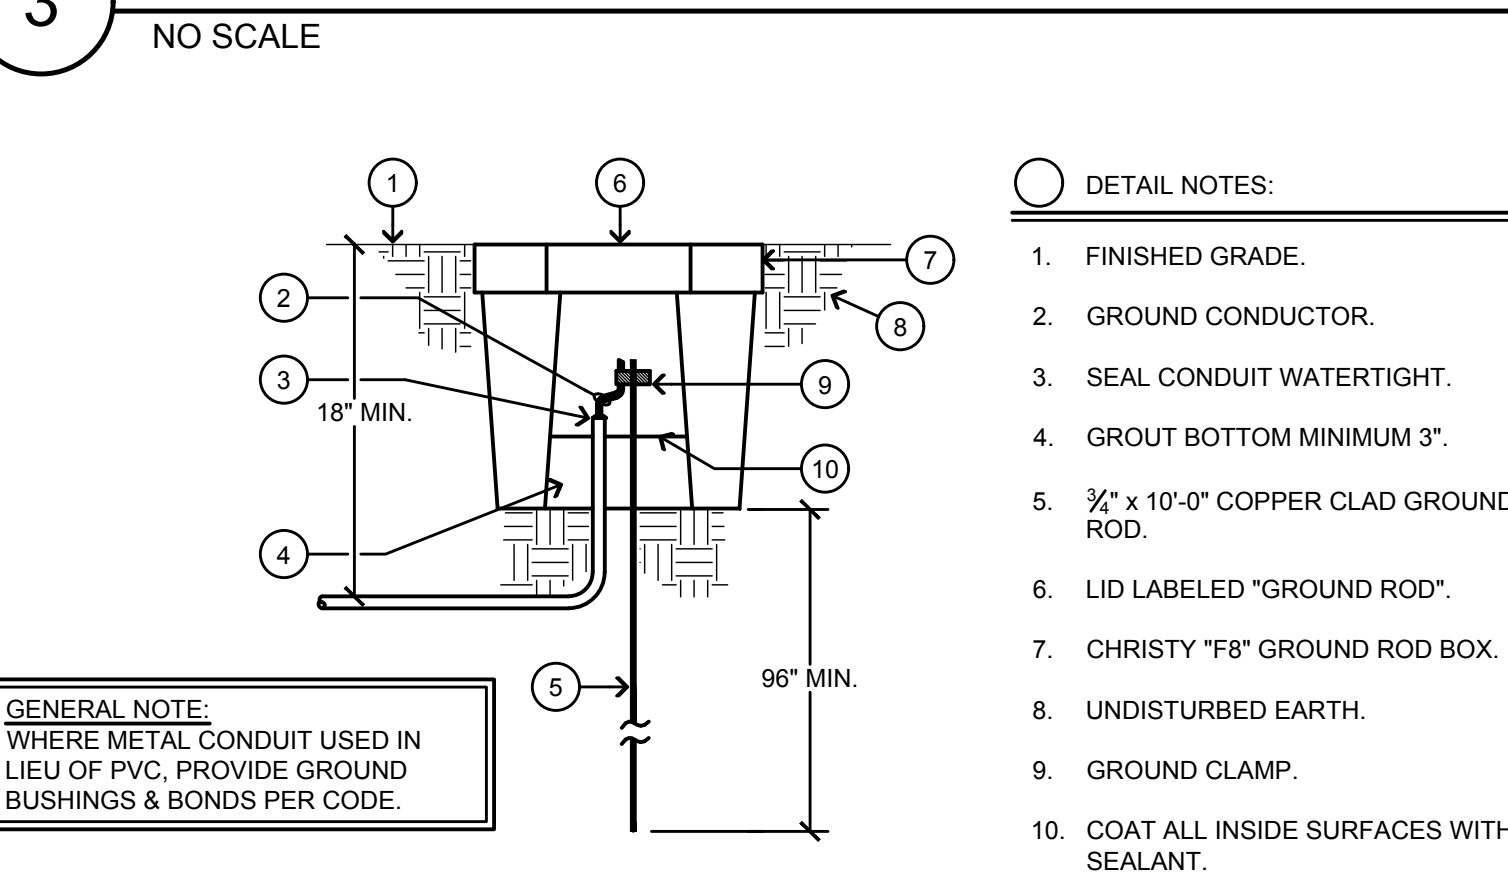 3
NO SCALE
1
6
7
2
8
3
9
18" MIN.
10
4
5
96" MIN.
GENERAL NOTE:
WHERE METAL CONDUIT USED IN
LIEU OF PVC, PROVIDE GROUND
BUSHINGS & BONDS PER CODE.
DETAIL NOTES:
1. FINISHED GRADE.
2. GROUND CONDUCTOR.
3. SEAL CONDUIT WATERTIGHT.
4. GROUT BOTTOM MINIMUM 3".
5. ¾" x 10'-0" COPPER CLAD GROUND
ROD.
6. LID LABELED "GROUND ROD".
7. CHRISTY "F8" GROUND ROD BOX.
8. UNDISTURBED EARTH.
9. GROUND CLAMP.
10. COAT ALL INSIDE SURFACES WITH
SEALANT.